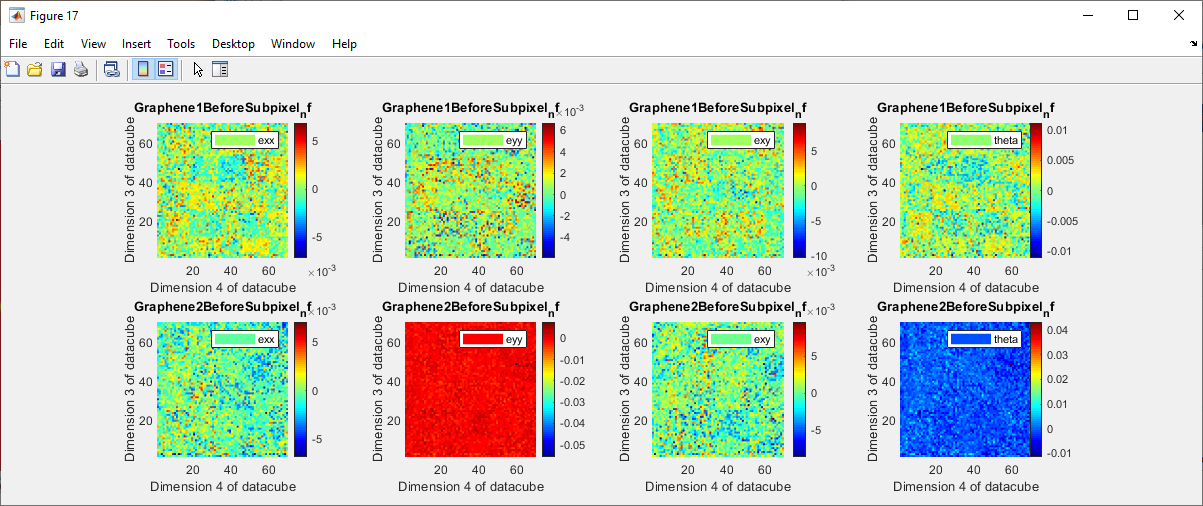 Figure 17
File Edit View Insert Tools Desktop Window Help
Graphene1BeforeSubpixel_nf
Dimension 3 of datacube
60
40
20
exx
5
0
-5
×10-3
20 40 60
Dimension 4 of datacube
Graphene1BeforeSubpixel_nf
×10-3
Dimension 3 of datacube
60
40
20
eyy
6
4
2
0
-2
-4
20 40 60
Dimension 4 of datacube
Graphene1BeforeSubpixel_nf
Dimension 3 of datacube
60
40
20
exy
5
0
-5
-10
×10-3
20 40 60
Dimension 4 of datacube
Graphene1BeforeSubpixel_nf
Dimension 3 of datacube
60
40
20
theta
0.01
0.005
0
-0.005
-0.01
20 40 60
Dimension 4 of datacube
Graphene2BeforeSubpixel_nf
×10-3
Dimension 3 of datacube
60
40
20
exx
5
0
-5
20 40 60
Dimension 4 of datacube
Graphene2BeforeSubpixel_nf
Dimension 3 of datacube
60
40
20
eyy
0
-0.01
-0.02
-0.03
-0.04
-0.05
20 40 60
Dimension 4 of datacube
Graphene2BeforeSubpixel_nf
×10-3
Dimension 3 of datacube
60
40
20
exy
5
0
-5
20 40 60
Dimension 4 of datacube
Graphene2BeforeSubpixel_nf
Dimension 3 of datacube
60
40
20
theta
0.04
0.03
0.02
0.01
0
-0.01
20 40 60
Dimension 4 of datacube